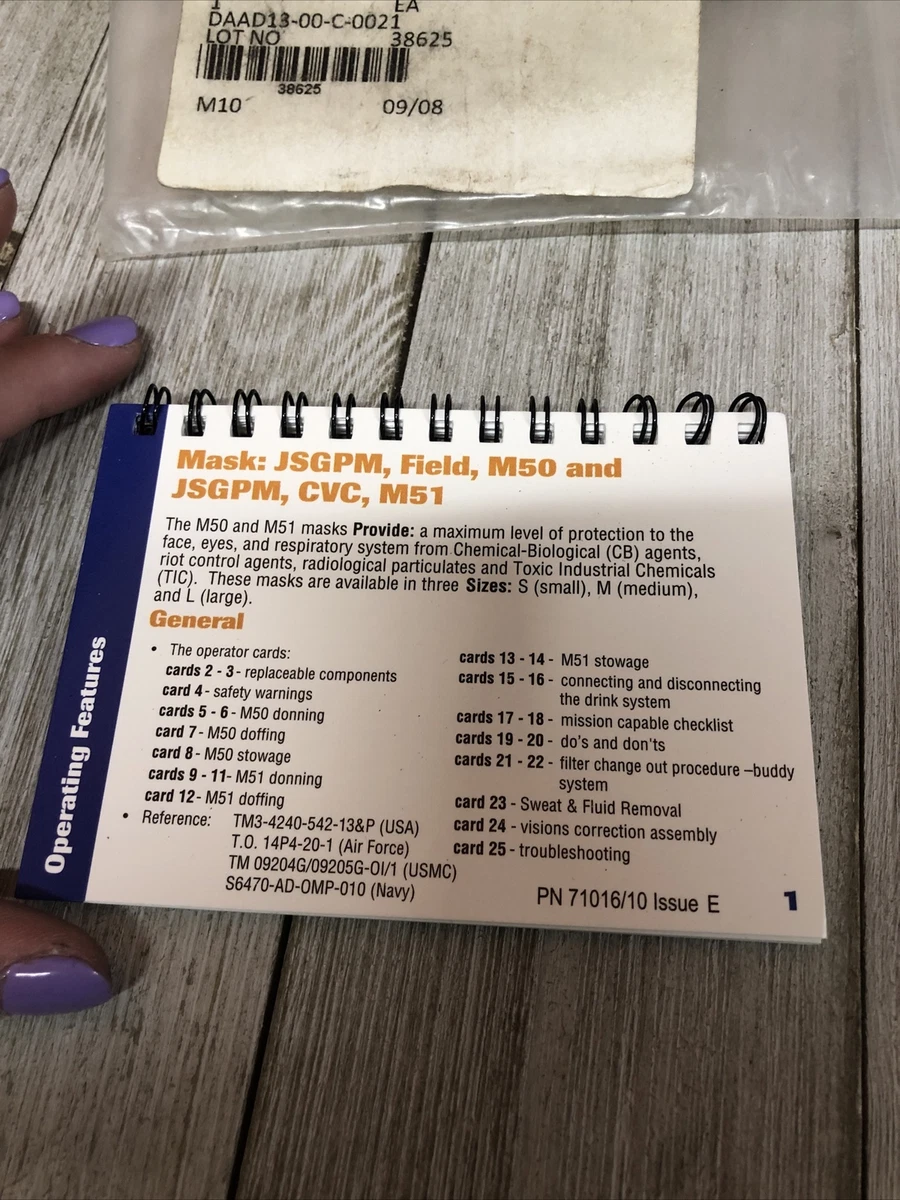 1 EA
DAAD13-00-C-0021
LOT NO 38625
38625
M10 09/08
Mask: JSGPM, Field, M50 and
JSGPM, CVC, M51
The M50 and M51 masks Provide: a maximum level of protection to the
face, eyes, and respiratory system from Chemical-Biological (CB) agents,
riot control agents, radiological particulates and Toxic Industrial Chemicals
(TIC). These masks are available in three Sizes: S (small), M (medium),
and L (large).
General
• The operator cards:
cards 2 - 3 - replaceable components
card 4 - safety warnings
cards 5 - 6 - M50 donning
card 7 - M50 doffing
card 8 - M50 stowage
cards 9 - 11- M51 donning
card 12- M51 doffing
• Reference: TM3-4240-542-13&P (USA)
T.O. 14P4-20-1 (Air Force)
TM 09204G/09205G-OI/1 (USMC)
S6470-AD-OMP-010 (Navy)
cards 13 - 14 - M51 stowage
cards 15 - 16 - connecting and disconnecting
the drink system
cards 17 - 18 - mission capable checklist
cards 19 - 20 - do's and don'ts
cards 21 - 22 - filter change out procedure –buddy
system
card 23 - Sweat & Fluid Removal
card 24 - visions correction assembly
card 25 - troubleshooting
PN 71016/10 Issue E 1
Operating Features